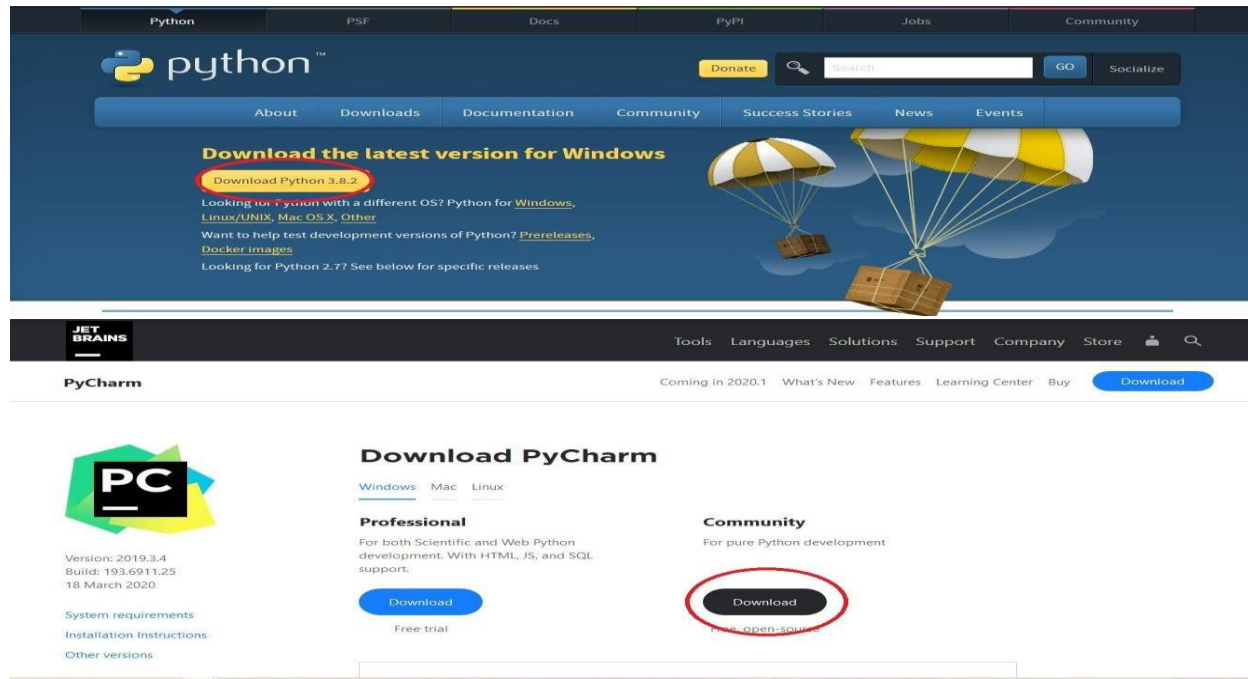 Python PSF Docs PyPI Jobs Community
python™
Donate Search GO Socialize
About Downloads Documentation Community Success Stories News Events
Download the latest version for Windows
Download Python 3.8.2
Looking for Python with a different OS? Python for Windows,
Linux/UNIX, Mac OS X, Other
Want to help test development versions of Python? Prereleases,
Docker images
Looking for Python 2.7? See below for specific releases
JET
BRAINS
Tools Languages Solutions Support Company Store
PyCharm
Coming in 2020.1 What's New Features Learning Center Buy Download
PC
Version: 2019.3.4
Build: 193.6911.25
18 March 2020
System requirements
Installation Instructions
Other versions
Download PyCharm
Windows Mac Linux
Professional
For both Scientific and Web Python
development. With HTML, JS, and SQL
support.
Download
Free trial
Community
For pure Python development
Download
Free, open-source